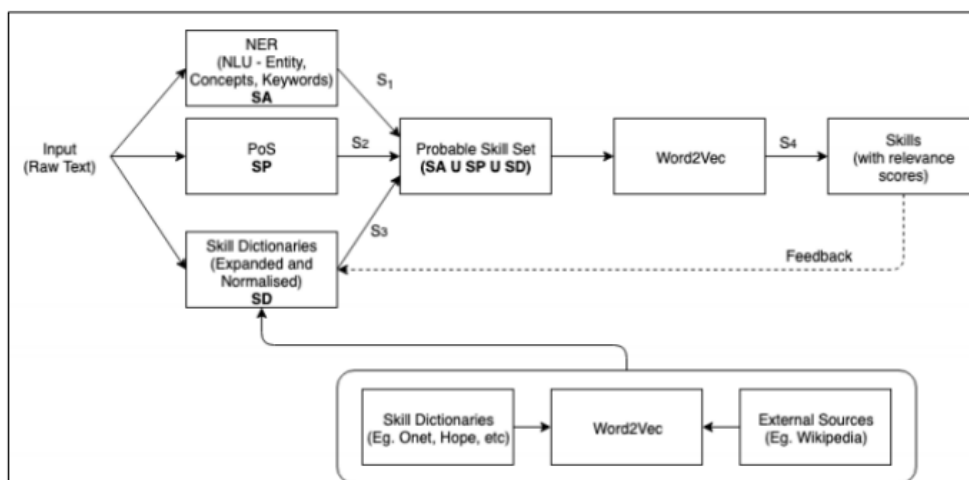 NER
(NLU - Entity,
Concepts, Keywords)
SA
S1
Input
(Raw Text)
PoS
SP
S2
Probable Skill Set
(SA U SP U SD)
Word2Vec
S4
Skills
(with relevance
scores)
Skill Dictionaries
(Expanded and
Normalised)
SD
S3
Feedback
Skill Dictionaries
(Eg. Onet, Hope, etc)
Word2Vec
External Sources
(Eg. Wikipedia)